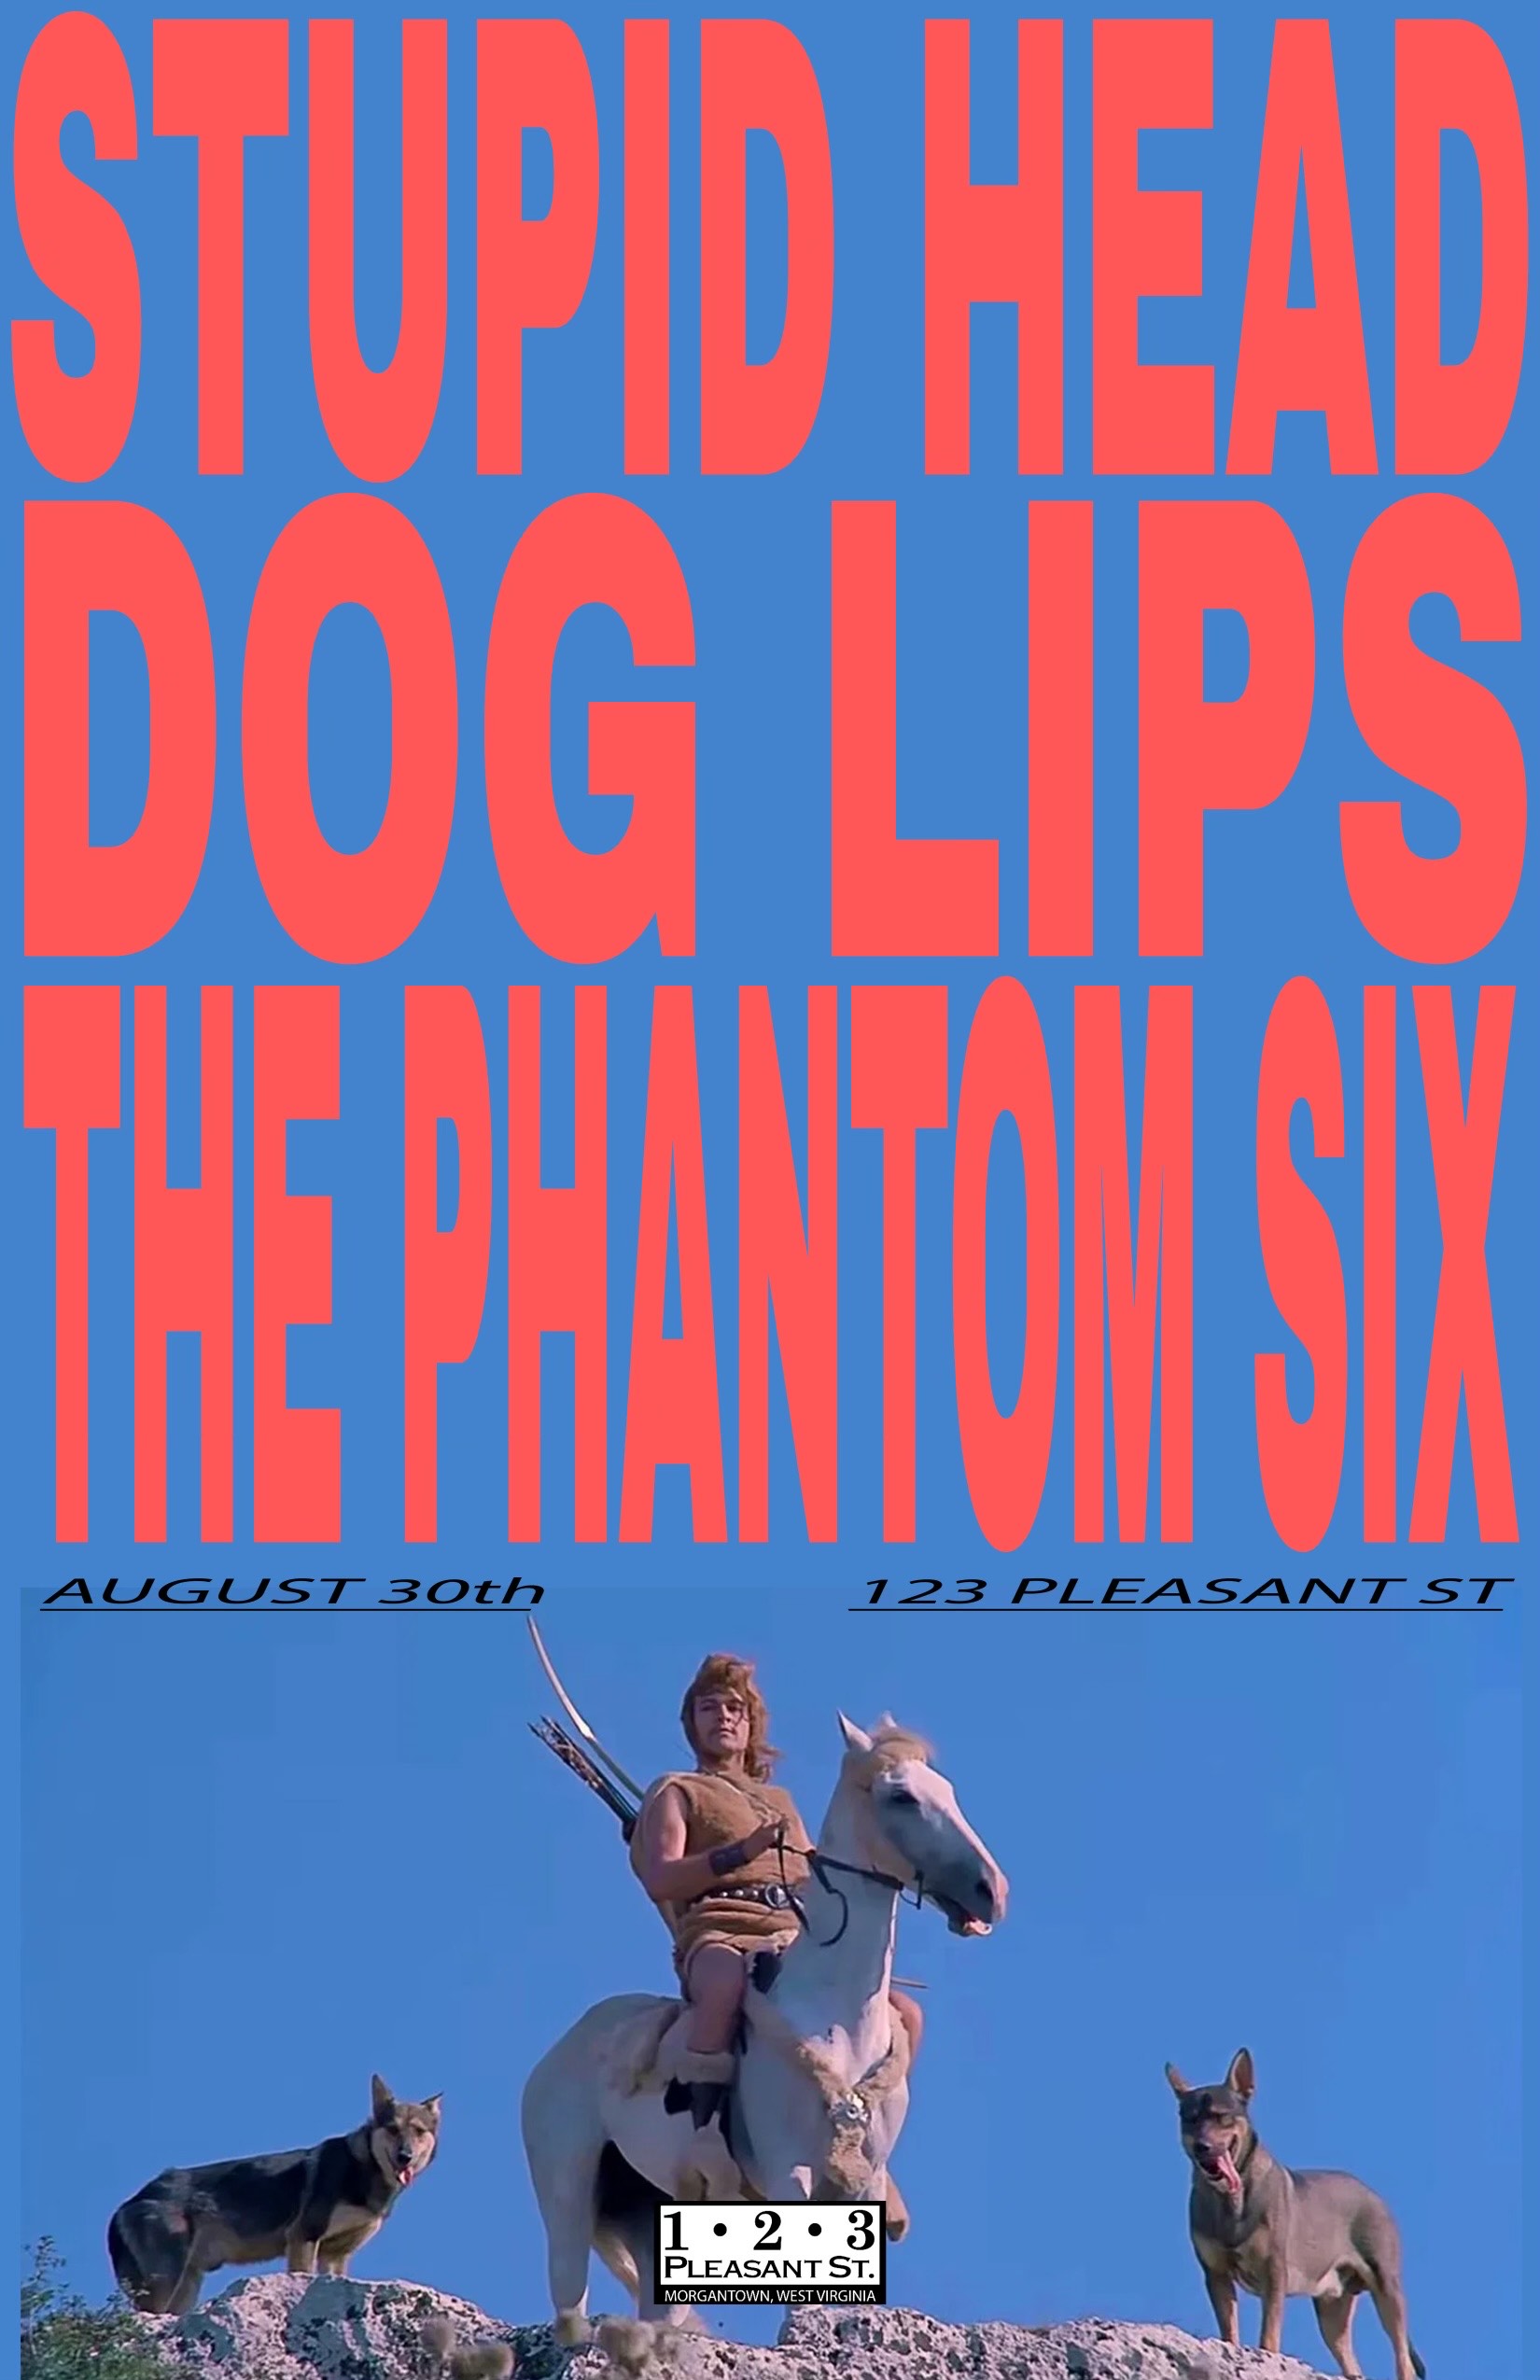 STUPID HEAD
DOG LIPS
THE PHANTOM SIX
AUGUST 30th
123 PLEASANT ST
1 • 2 • 3
PLEASANT ST.
MORGANTOWN, WEST VIRGINIA